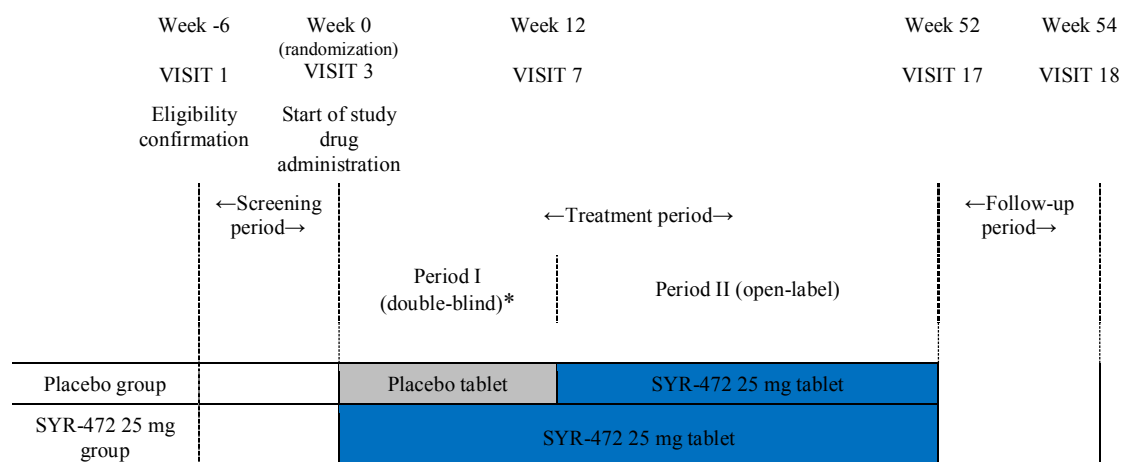 Week -6
Week 0
Week 12
Week 52
Week 54
(randomization)
VISIT 1
VISIT 3
VISIT 7
VISIT 17
VISIT 18
Eligibility
confirmation
Start of study
drug
administration
←Screening
period→
←Treatment period→
←Follow-up
period→
Period I
(double-blind)*
Period II (open-label)
Placebo group
Placebo tablet
SYR-472 25 mg tablet
SYR-472 25 mg
group
SYR-472 25 mg tablet